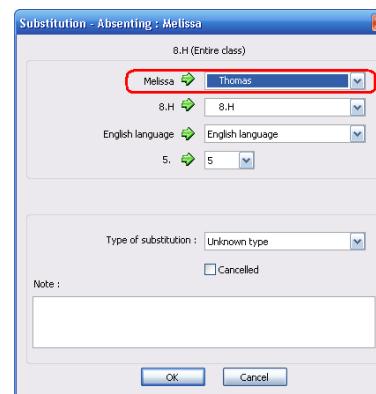 Substitution - Absenting : Melissa
8.H (Entire class)
Melissa Thomas
8.H 8.H
English language English language
5. 5
Type of substitution : Unknown type
Cancelled
Note :
OK Cancel